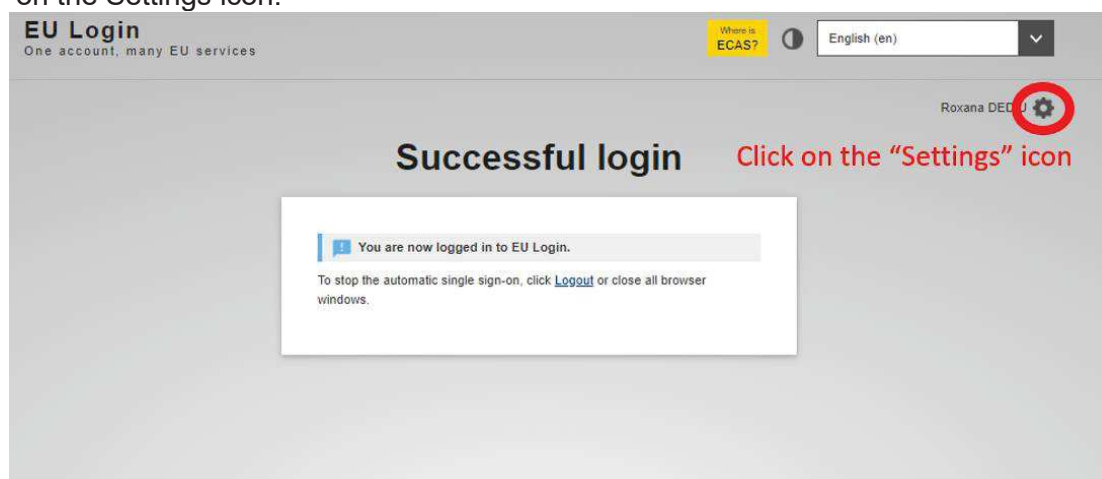 on the Settings icon.
EU Login
One account, many EU services
Where is
ECAS?
English (en)
Roxana
Successful login
Click on the "Settings" icon
You are now logged in to EU Login.
To stop the automatic single sign-on, click Logout or close all browser
windows.